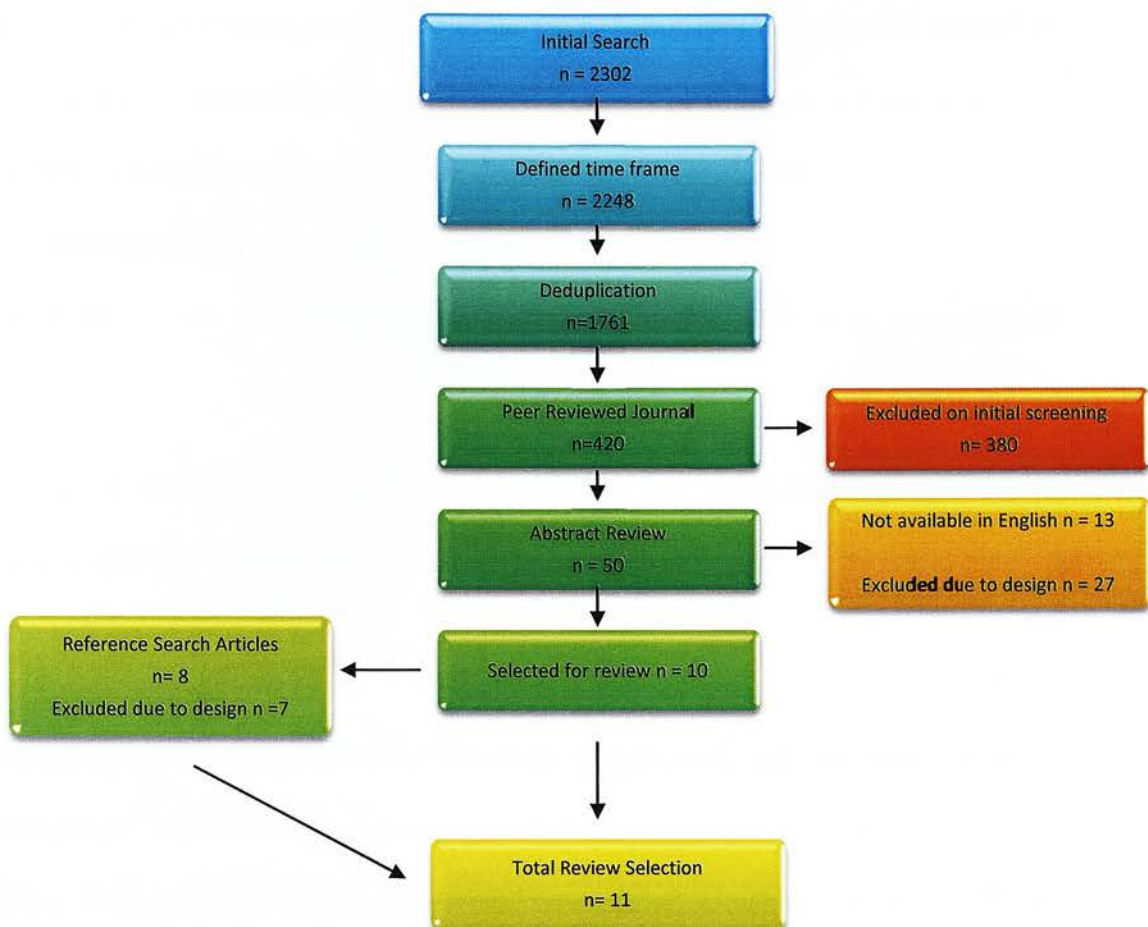 Initial Search
n = 2302
Defined time frame
n = 2248
Deduplication
n=1761
Peer Reviewed Journal
n=420
Excluded on initial screening
n= 380
Abstract Review
n = 50
Not available in English n = 13
Excluded due to design n = 27
Reference Search Articles
n= 8
Excluded due to design n =7
Selected for review n = 10
Total Review Selection
n= 11